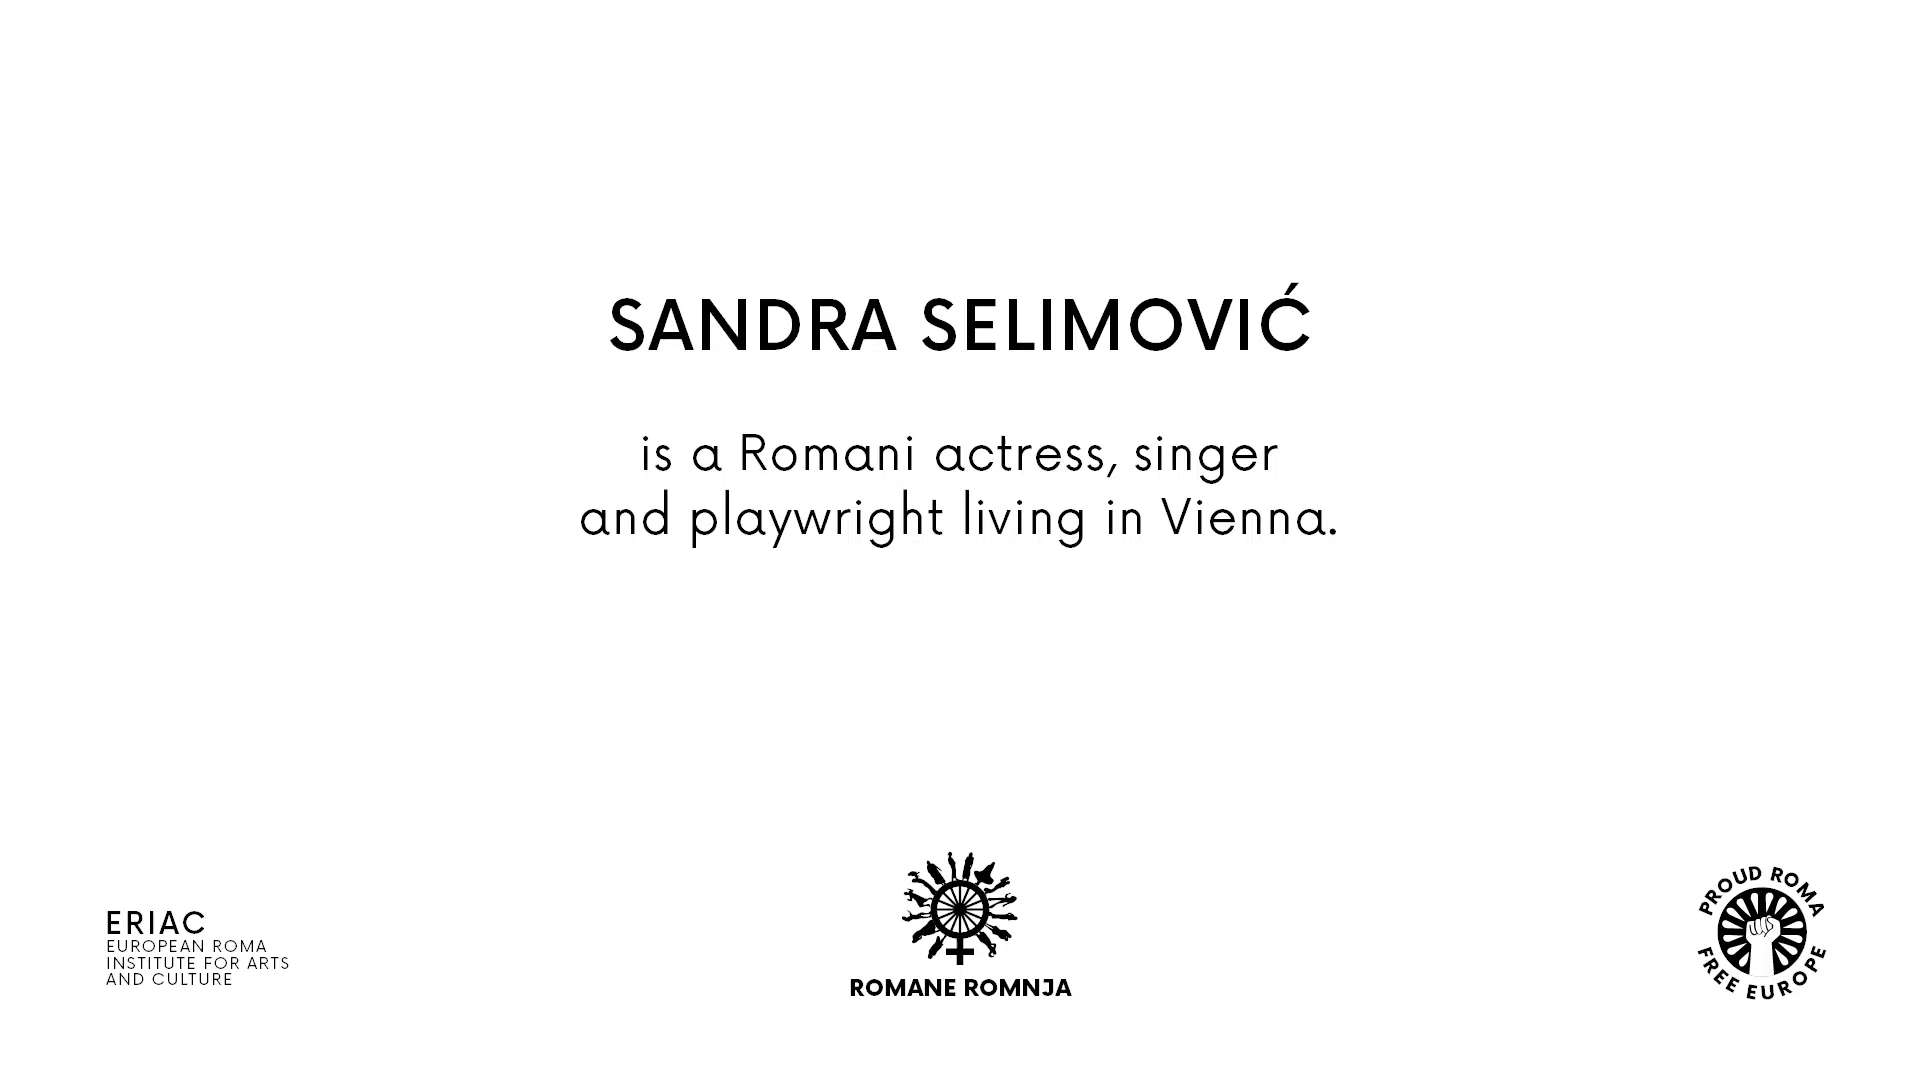 SANDRA SELIMOVIĆ
is a Romani actress, singer
and playwright living in Vienna.
ERIAC
EUROPEAN ROMA
INSTITUTE FOR ARTS
AND CULTURE
ROMANE ROMNJA
PROUD ROMA
FREE EUROPE